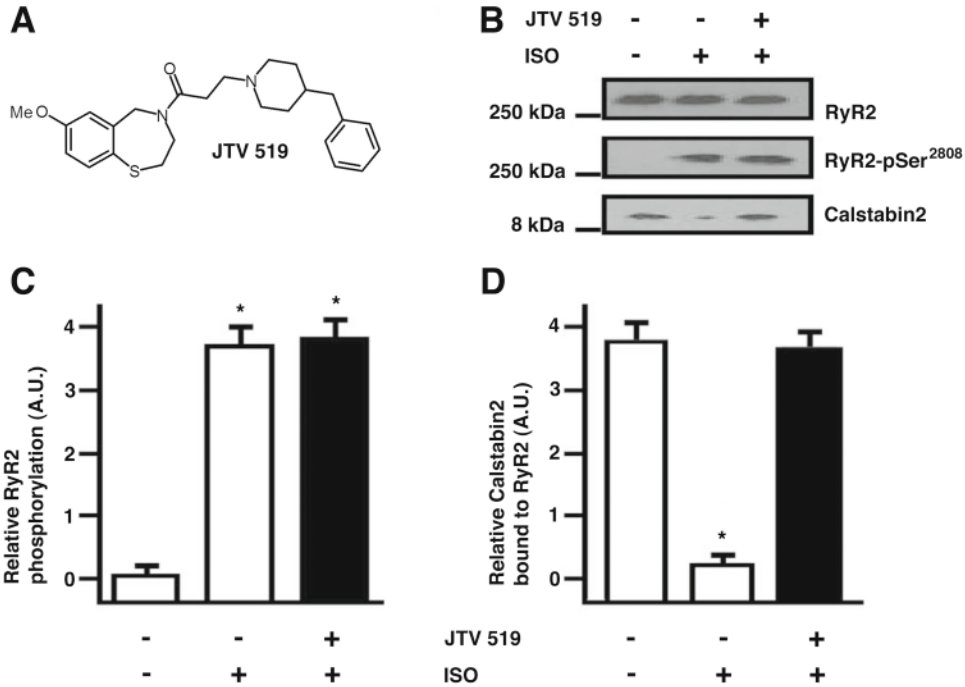 A
MeO
O
N
N
S
JTV 519
B
JTV 519 - - +
ISO - + +
250 kDa RyR2
250 kDa RyR2-pSer2808
8 kDa Calstabin2
C
Relative RyR2
phosphorylation (A.U.)
4
3
2
1
0
* *
D
Relative Calstabin2
bound to RyR2 (A.U.)
4
3
2
1
0
*
- - + JTV 519 - - +
- + + ISO - + +